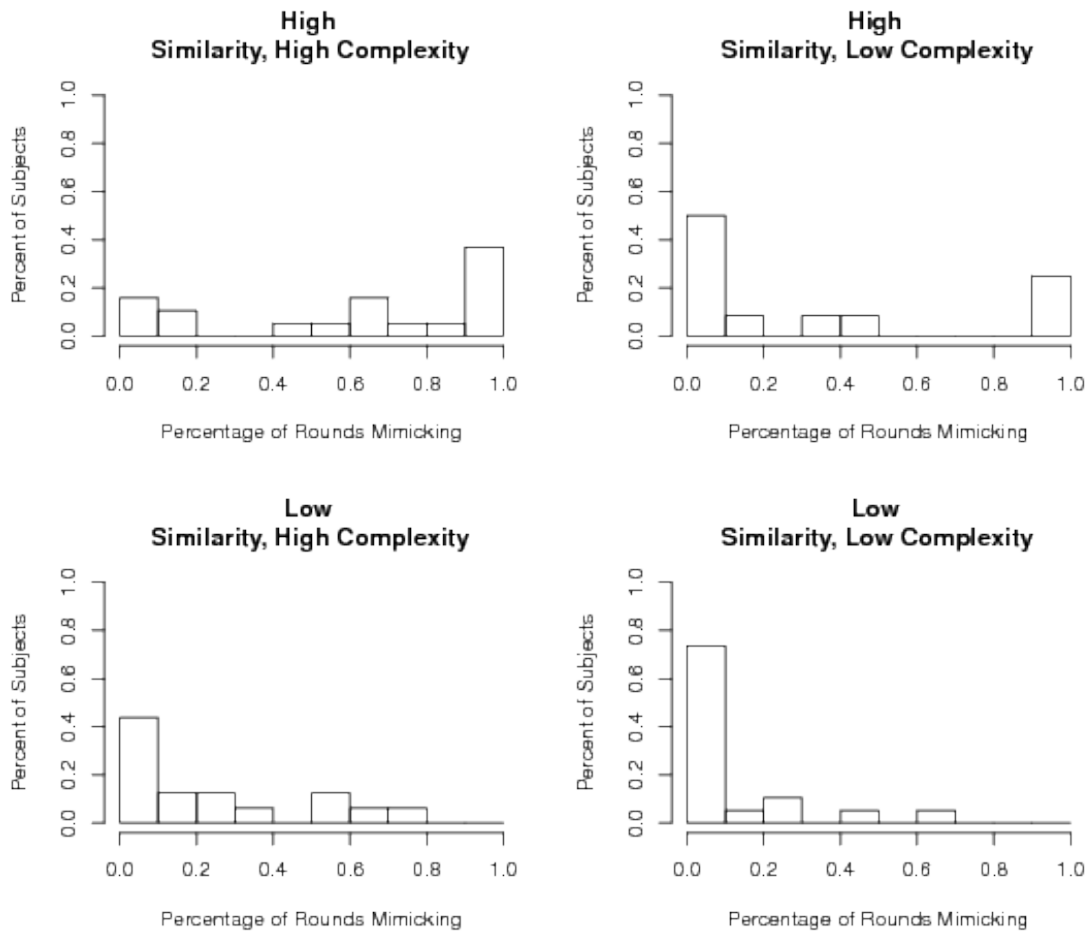 High
Similarity, High Complexity
Percent of Subjects
1.0
0.8
0.6
0.4
0.2
0.0
0.0 0.2 0.4 0.6 0.8 1.0
Percentage of Rounds Mimicking
High
Similarity, Low Complexity
Percent of Subjects
1.0
0.8
0.6
0.4
0.2
0.0
0.0 0.2 0.4 0.6 0.8 1.0
Percentage of Rounds Mimicking
Low
Similarity, High Complexity
Percent of Subjects
1.0
0.8
0.6
0.4
0.2
0.0
0.0 0.2 0.4 0.6 0.8 1.0
Percentage of Rounds Mimicking
Low
Similarity, Low Complexity
Percent of Subjects
1.0
0.8
0.6
0.4
0.2
0.0
0.0 0.2 0.4 0.6 0.8 1.0
Percentage of Rounds Mimicking